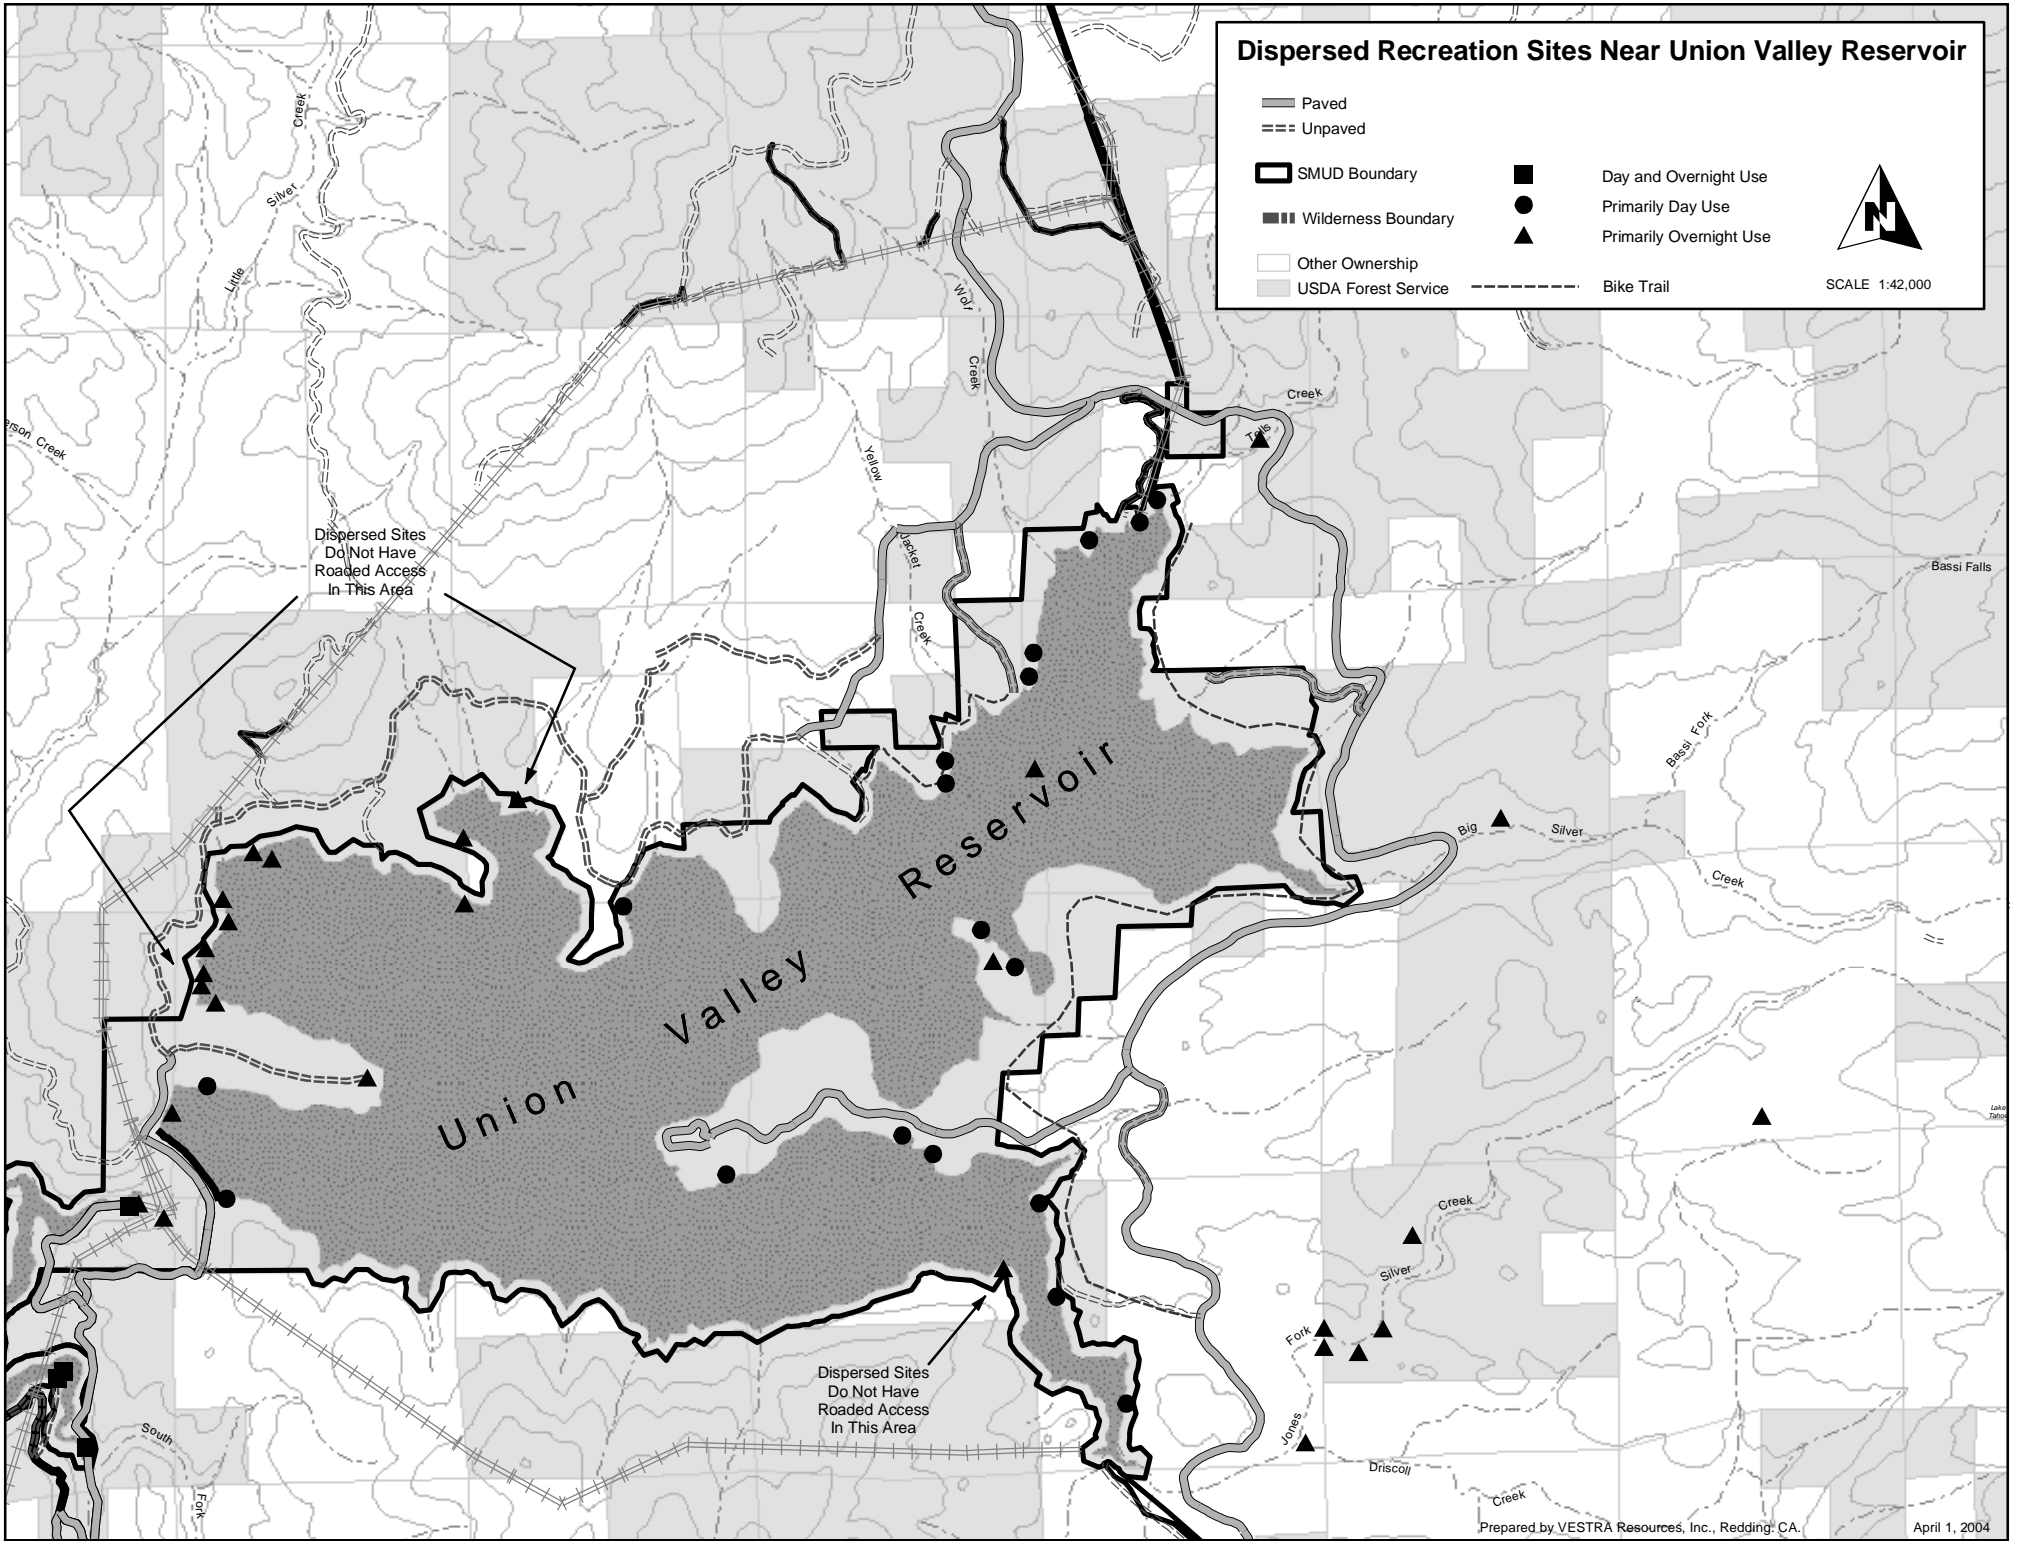 Dispersed Recreation Sites Near Union Valley Reservoir
Paved
Unpaved
SMUD Boundary
Wilderness Boundary
Other Ownership
USDA Forest Service
Day and Overnight Use
Primarily Day Use
Primarily Overnight Use
Bike Trail
N
SCALE 1:42,000
Creek
Silver
Little
erson Creek
Wolf
Creek
Creek
Tells
Yellow
Jacket
Creek
Dispersed Sites
Do Not Have
Roaded Access
In This Area
Bassi Falls
Bassi Fork
Big
Silver
Creek
Union
Valley
Reservoir
Lake
Tahoe
Creek
Silver
Fork
Jones
Dispersed Sites
Do Not Have
Roaded Access
In This Area
South
Fork
Driscoll
Creek
Prepared by VESTRA Resources, Inc., Redding, CA.
April 1, 2004